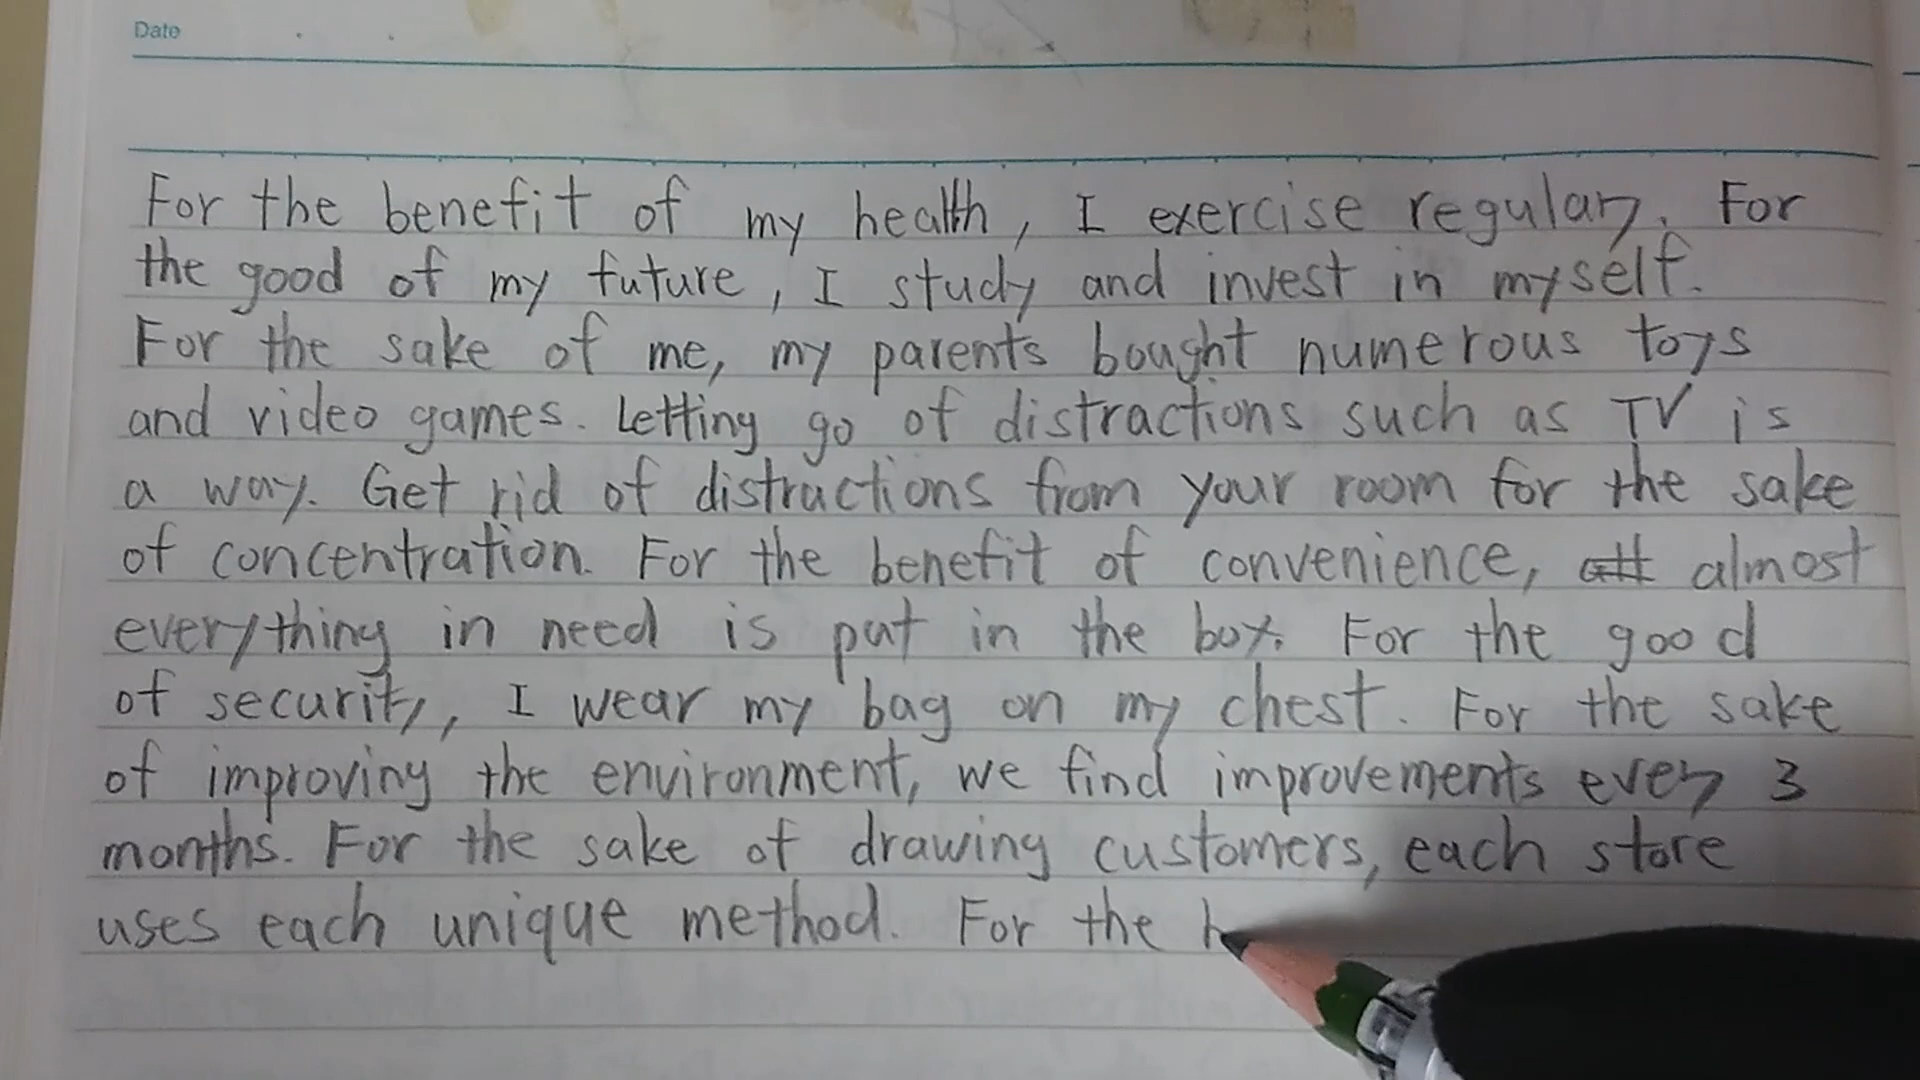 Date
For the benefit of my health, I exercise regulary. For
the good of my future, I study and invest in myself.
For the sake of me, my parents bought numerous toys
and video games. Letting go of distractions such as TV is
a way. Get rid of distractions from your room for the sake
of concentration. For the benefit of convenience, almost
everything in need is put in the box. For the good
of security, I wear my bag on my chest. For the sake
of improving the environment, we find improvements every 3
months. For the sake of drawing customers, each store
uses each unique method. For the